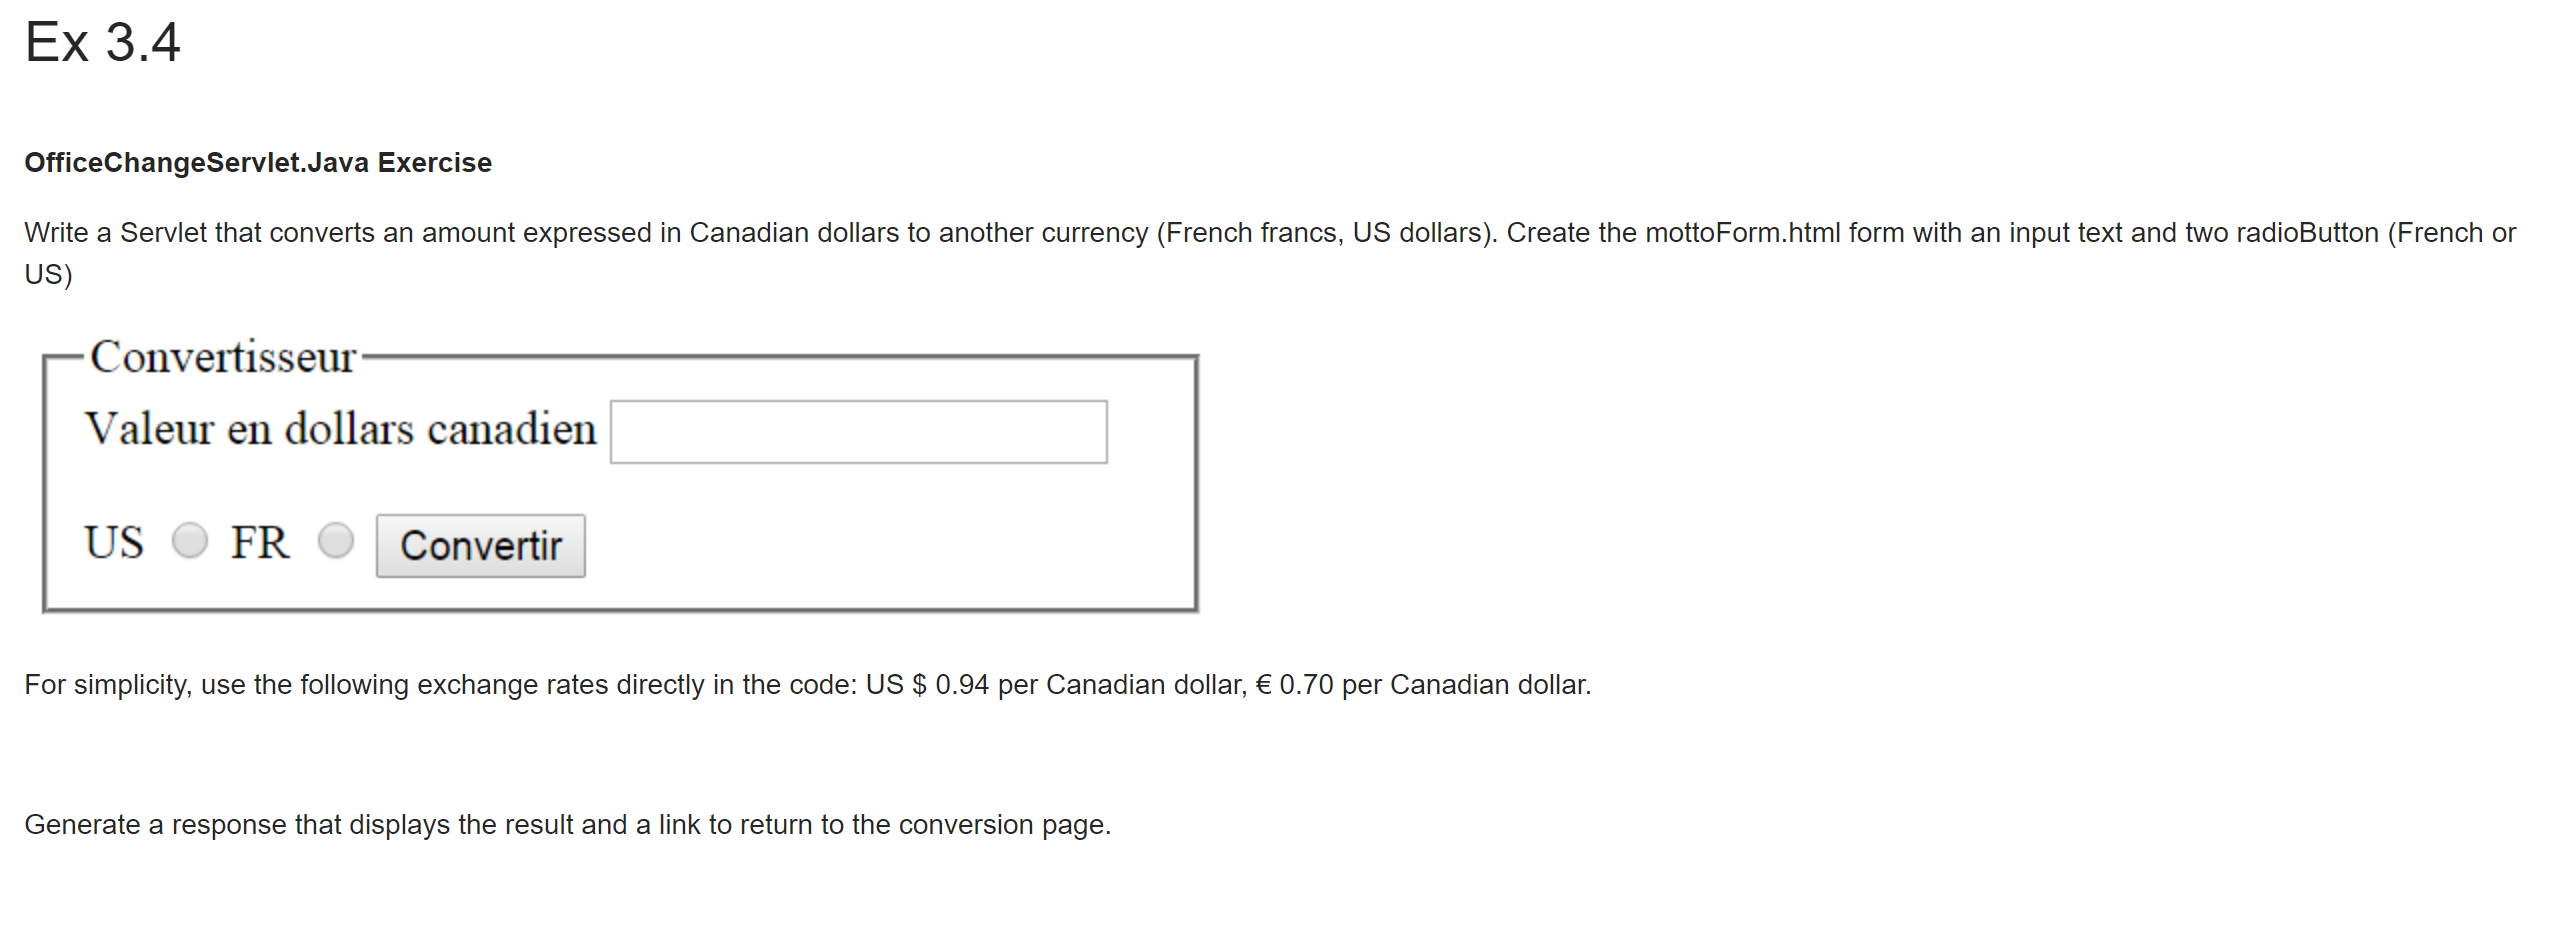 Ex 3.4
OfficeChangeServlet.Java Exercise
Write a Servlet that converts an amount expressed in Canadian dollars to another currency (French francs, US dollars). Create the mottoForm.html form with an input text and two radioButton (French or
US)
Convertisseur
Valeur en dollars canadien
US FR Convertir
For simplicity, use the following exchange rates directly in the code: US $ 0.94 per Canadian dollar, € 0.70 per Canadian dollar.
Generate a response that displays the result and a link to return to the conversion page.